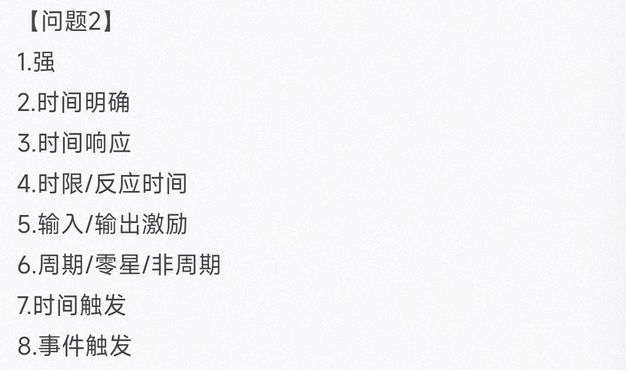 【问题2】
1.强
2.时间明确
3.时间响应
4.时限/反应时间
5.输入/输出激励
6.周期/零星/非周期
7.时间触发
8.事件触发